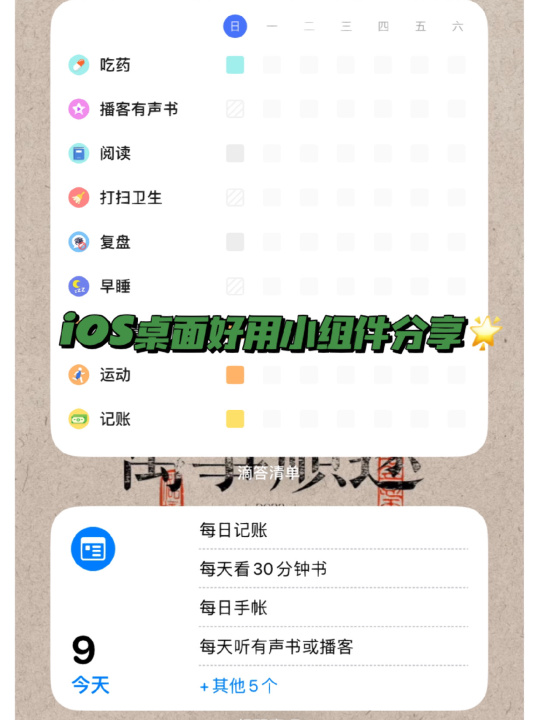 日 一 二 三 四 五 六
吃药
播客有声书
阅读
打扫卫生
复盘
早睡
iOS桌面好用小组件分享
运动
记账
滴答清单
每日记账
每天看30分钟书
每日手帐
每天听有声书或播客
9
今天
+其他5个